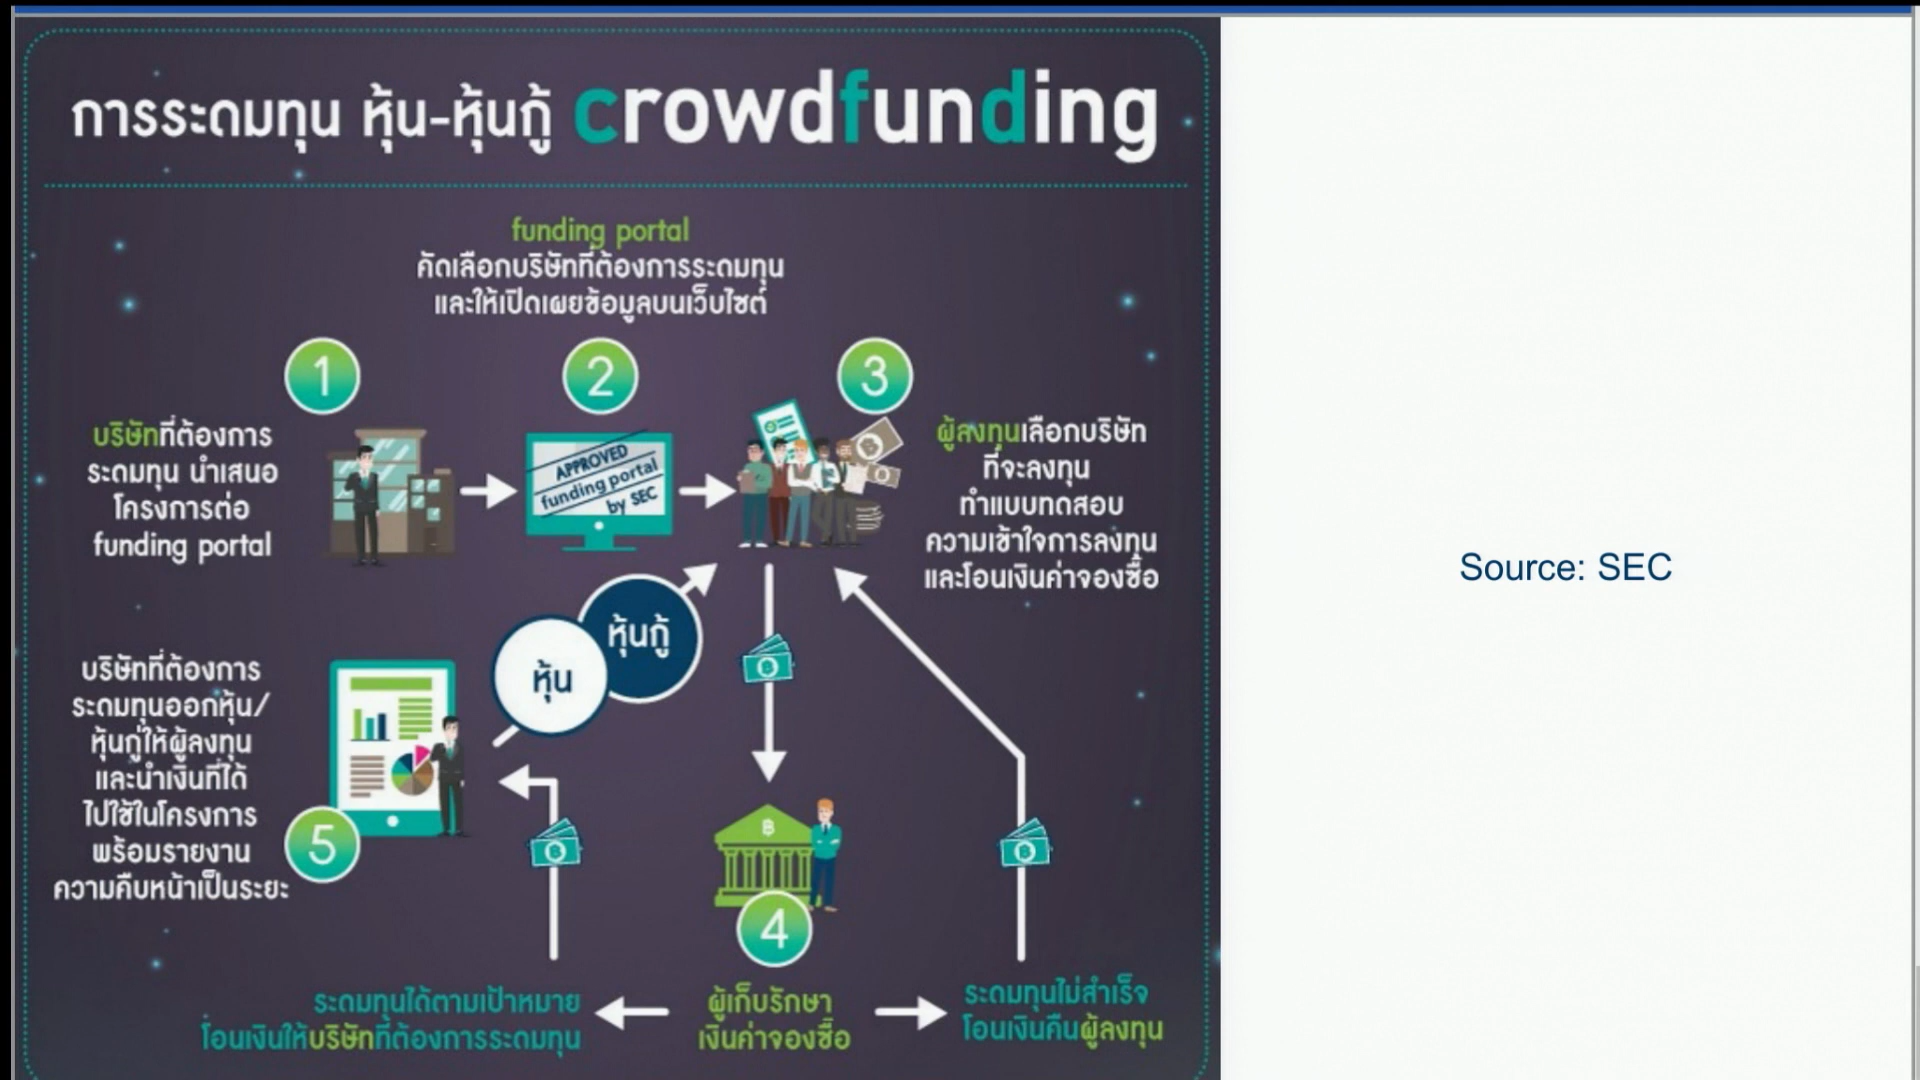 การระดมทุน หุ้น-หุ้นกู้ crowdfunding
funding portal
คัดเลือกบริษัทที่ต้องการระดมทุน
และให้เปิดเผยข้อมูลบนเว็บไซต์
1
2
3
บริษัทที่ต้องการ
ระดมทุน นำเสนอ
โครงการต่อ
funding portal
APPROVED
funding portal
by SEC
ผู้ลงทุนเลือกบริษัท
ที่จะลงทุน
ทำแบบทดสอบ
ความเข้าใจการลงทุน
และโอนเงินค่าจองซื้อ
Source: SEC
หุ้นกู้
หุ้น
บริษัทที่ต้องการ
ระดมทุนออกหุ้น/
หุ้นกู้ให้ผู้ลงทุน
และนำเงินที่ได้
ไปใช้ในโครงการ
พร้อมรายงาน
ความคืบหน้าเป็นระยะ
5
4
ระดมทุนได้ตามเป้าหมาย
โอนเงินให้บริษัทที่ต้องการระดมทุน
ผู้เก็บรักษา
เงินค่าจองซื้อ
ระดมทุนไม่สำเร็จ
โอนเงินคืนผู้ลงทุน